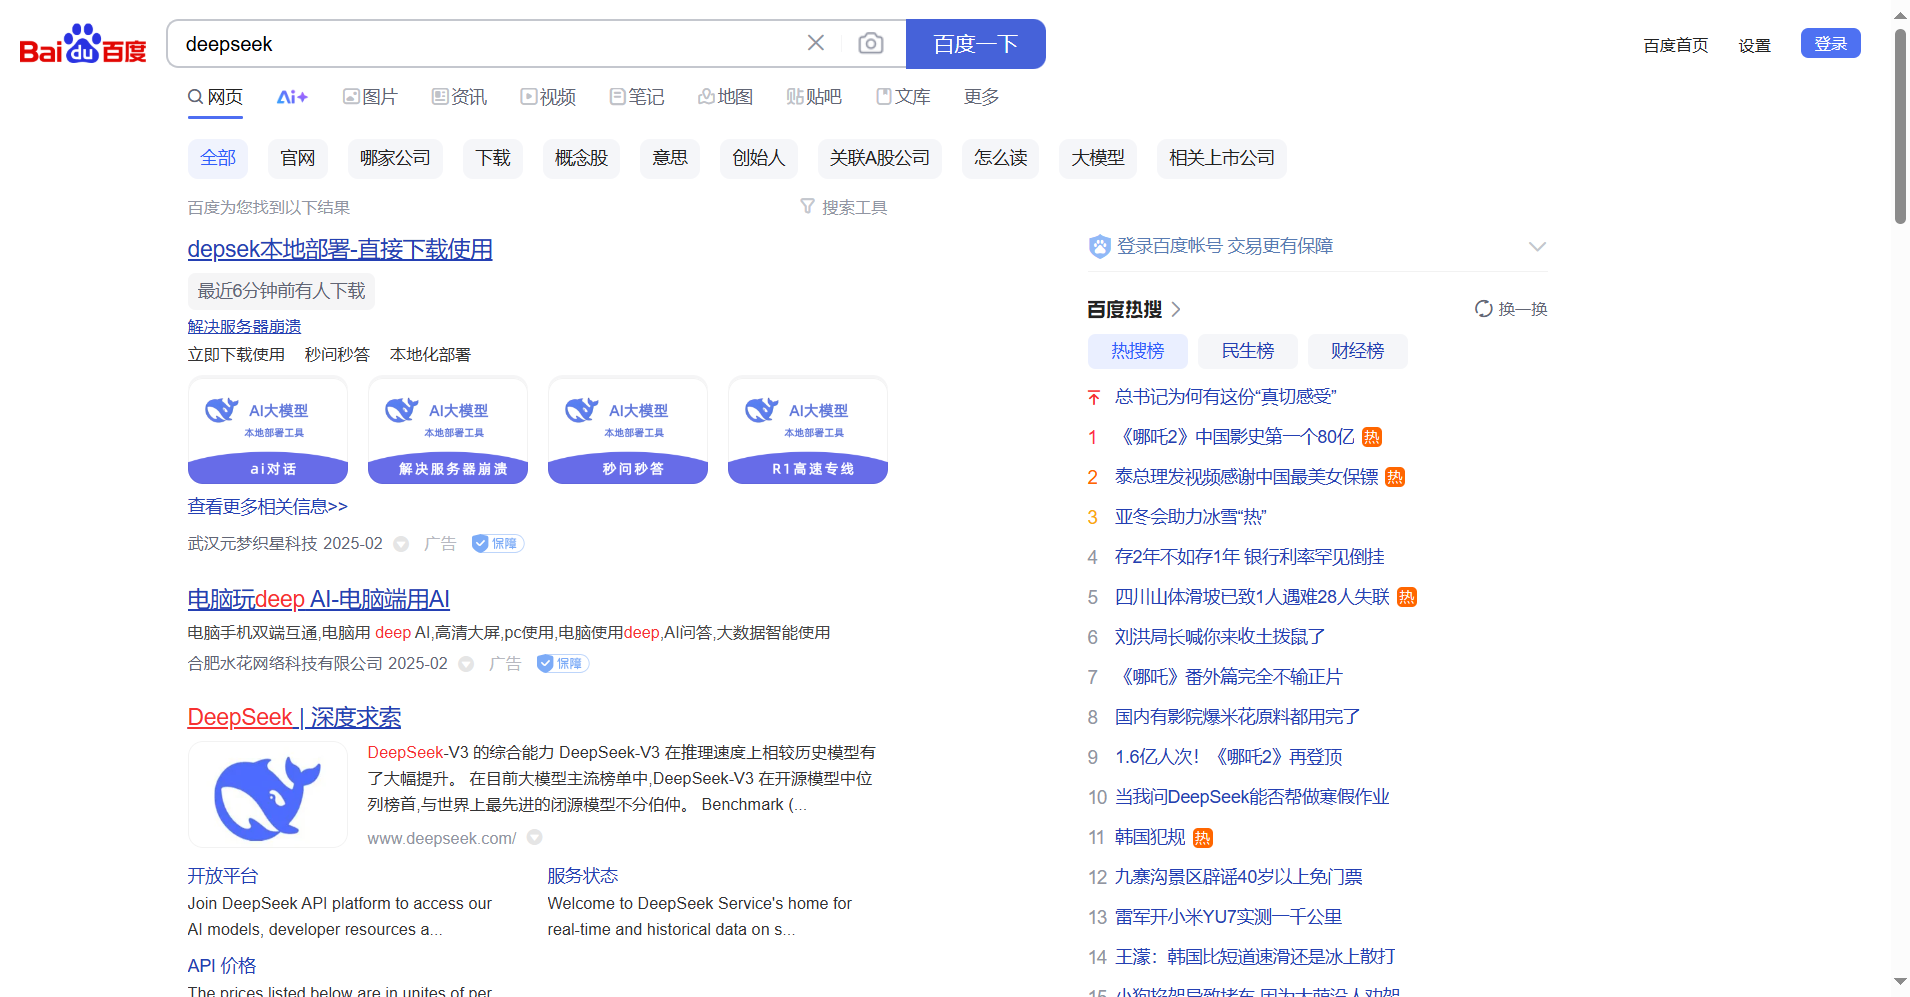 Baidu百度
deepseek
百度一下
百度首页
设置
登录
网页
Ai+
图片
资讯
视频
笔记
地图
贴吧
文库
更多
全部
官网
哪家公司
下载
概念股
意思
创始人
关联A股公司
怎么读
大模型
相关上市公司
百度为您找到以下结果
搜索工具
depsek本地部署-直接下载使用
最近6分钟前有人下载
解决服务器崩溃
立即下载使用 秒问秒答 本地化部署
AI大模型
本地部署工具
ai对话
AI大模型
本地部署工具
解决服务器崩溃
AI大模型
本地部署工具
秒问秒答
AI大模型
本地部署工具
R1高速专线
查看更多相关信息>>
武汉元梦织星科技 2025-02 广告 保障
电脑玩deep AI-电脑端用AI
电脑手机双端互通,电脑用 deep AI,高清大屏,pc使用,电脑使用deep,AI问答,大数据智能使用
合肥水花网络科技有限公司 2025-02 广告 保障
DeepSeek | 深度求索
DeepSeek-V3 的综合能力 DeepSeek-V3 在推理速度上相较历史模型有
了大幅提升。 在目前大模型主流榜单中,DeepSeek-V3 在开源模型中位
列榜首,与世界上最先进的闭源模型不分伯仲。 Benchmark (...
www.deepseek.com/
开放平台
Join DeepSeek API platform to access our
AI models, developer resources a...
服务状态
Welcome to DeepSeek Service's home for
real-time and historical data on s...
API 价格
The prices listed below are in unites of per
登录百度帐号 交易更有保障
百度热搜
换一换
热搜榜
民生榜
财经榜
总书记为何有这份“真切感受”
1 《哪吒2》中国影史第一个80亿 热
2 泰总理发视频感谢中国最美女保镖 热
3 亚冬会助力冰雪“热”
4 存2年不如存1年 银行利率罕见倒挂
5 四川山体滑坡已致1人遇难28人失联 热
6 刘洪局长喊你来收土拨鼠了
7 《哪吒》番外篇完全不输正片
8 国内有影院爆米花原料都用完了
9 1.6亿人次！《哪吒2》再登顶
10 当我问DeepSeek能否帮做寒假作业
11 韩国犯规 热
12 九寨沟景区辟谣40岁以上免门票
13 雷军开小米YU7实测一千公里
14 王濛：韩国比短道速滑还是冰上散打
15 小狗掐架导致堵车 因为太萌没人劝架